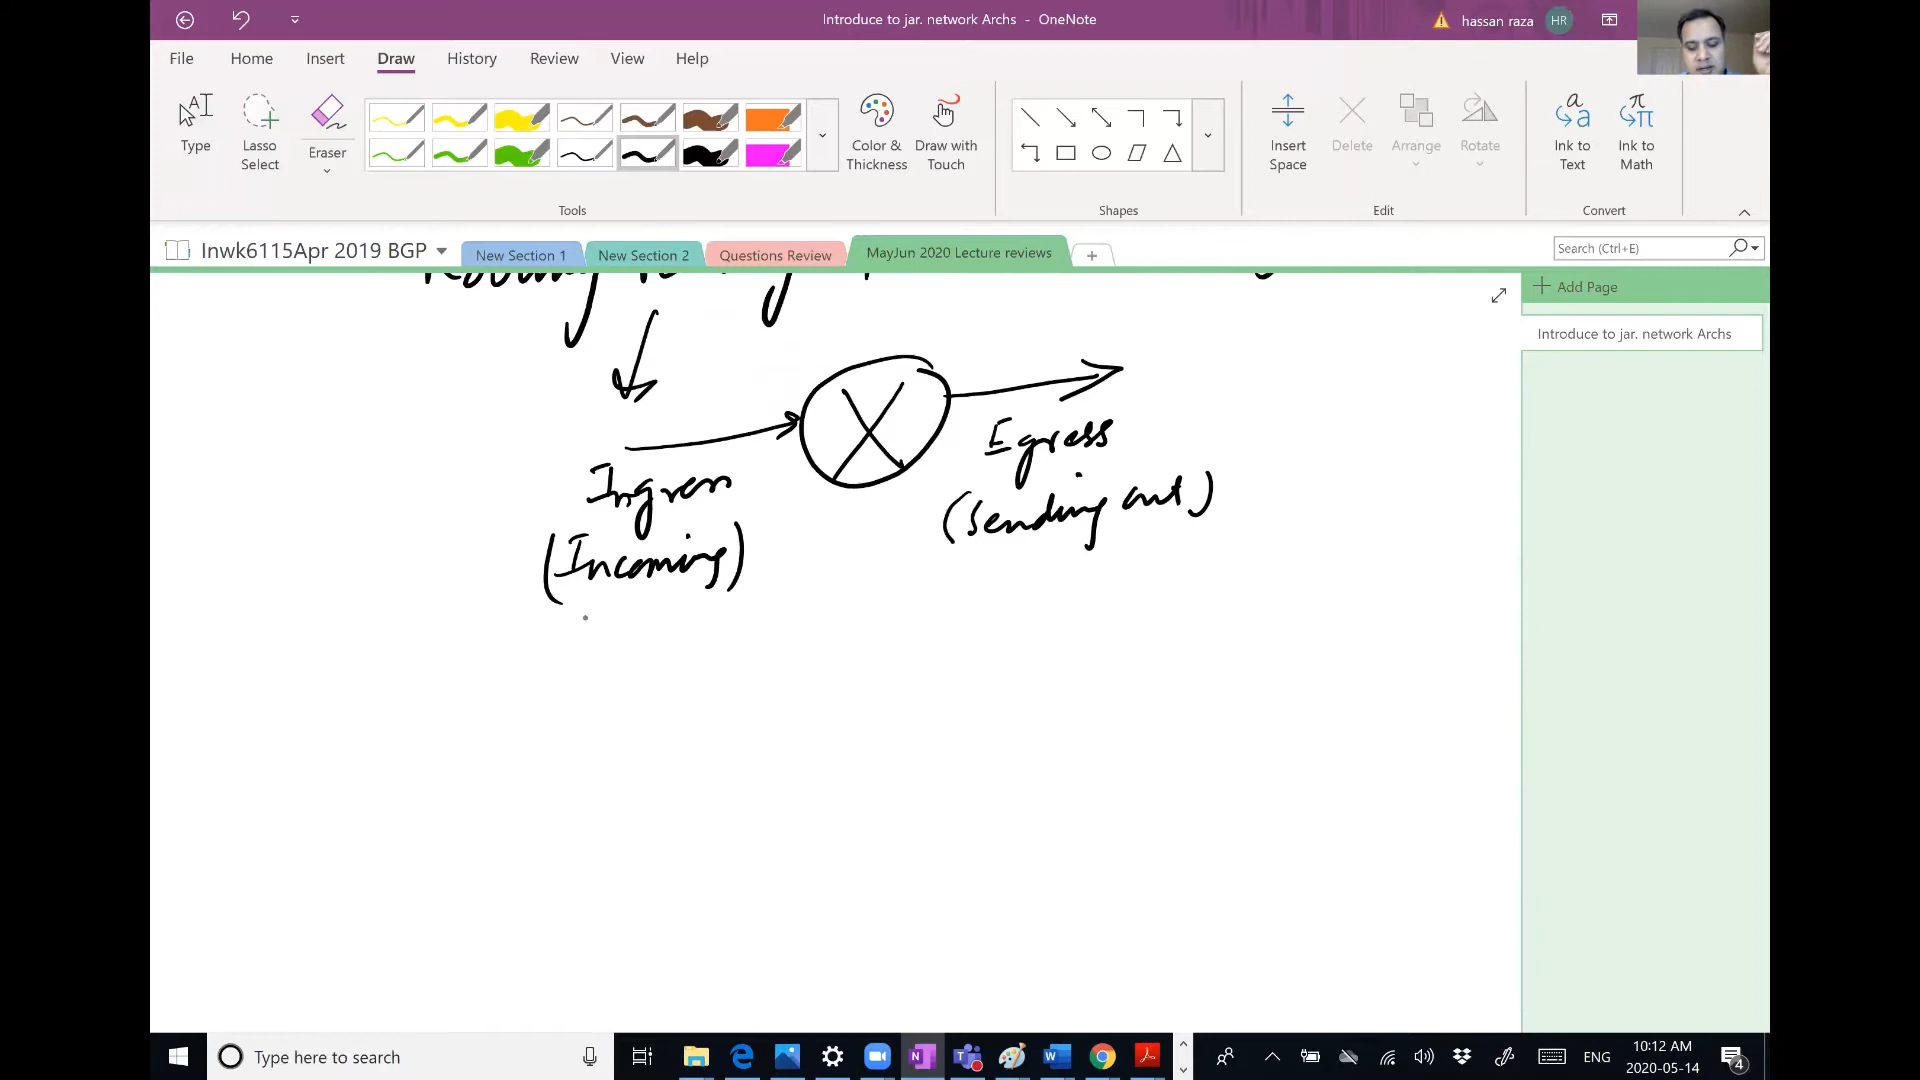 Introduce to jar. network Archs - OneNote
hassan raza HR
File Home Insert Draw History Review View Help
Type
Lasso Select
Eraser
Color & Thickness
Draw with Touch
Insert Space
Delete
Arrange
Rotate
Ink to Text
Ink to Math
Tools Shapes Edit Convert
Inwk6115Apr 2019 BGP New Section 1 New Section 2 Questions Review MayJun 2020 Lecture reviews + Search (Ctrl+E)
Add Page
Introduce to jar. network Archs
Ingress
(Incoming)
Egress
(Sending out)
Type here to search
ENG
10:12 AM
2020-05-14
4